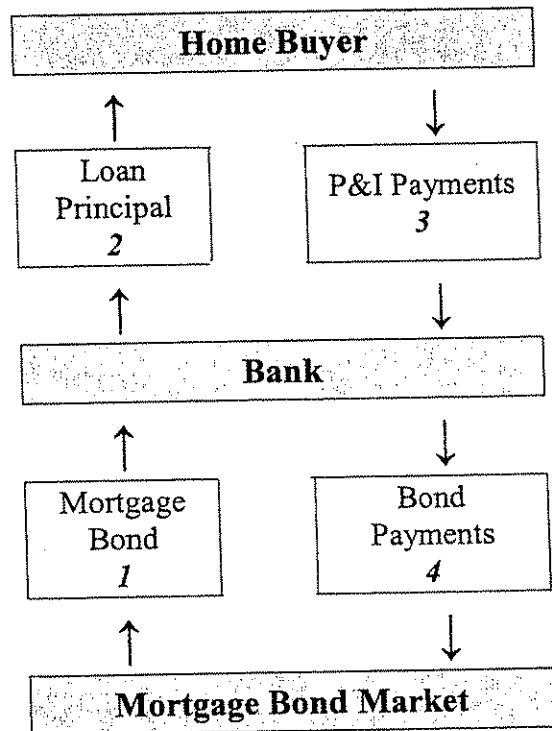 Home Buyer
Loan
Principal
2
P&I Payments
3
Bank
Mortgage
Bond
1
Bond
Payments
4
Mortgage Bond Market